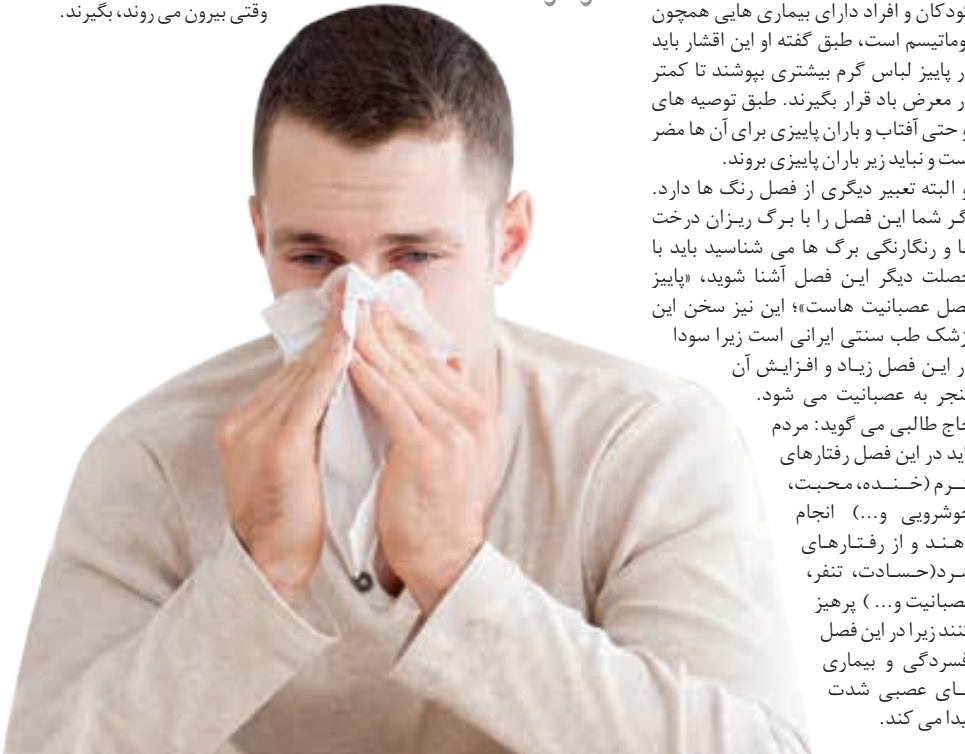 ودکان و افراد دارای بیماری هایی همچون
وماتیسم است، طبق گفته او این اقشار باید
ر پاییز لباس گرم بیشتری بپوشند تا کمتر
ر معرض باد قرار بگیرند. طبق توصیه های
و حتی آفتاب و باران پاییزی برای آن ها مضر
ست و نباید زیر باران پاییزی بروند.
و البته تعبیر دیگری از فصل رنگ ها دارد.
گر شما این فصل را با برگ ریزان درخت
ا و رنگارنگی برگ ها می شناسید باید با
صلت دیگر این فصل آشنا شوید، «پاییز
صل عصبانیت هاست»؛ این نیز سخن این
زشک طب سنتی ایرانی است زیرا سودا
ر این فصل زیاد و افزایش آن
نجر به عصبانیت می شود.
اج طالبی می گوید: مردم
اید در این فصل رفتارهای
رم (خنده، محبت،
وشرویی و...) انجام
هند و از رفتارهای
رد(حسادت، تنفر،
صبانیت و... ) پرهیز
نند زیرا در این فصل
فسردگی و بیماری
ای عصبی شدت
یدا می کند.
وقتی بیرون می روند، بگیرند.